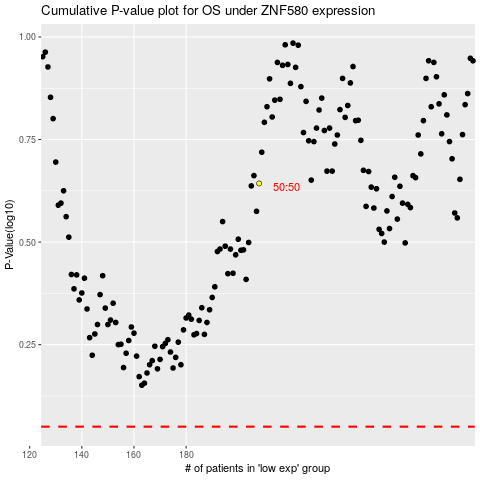 Cumulative P-value plot for OS under ZNF580 expression
P-Value(log10)
1.00
0.75
0.50
0.25
50:50
120 140 160 180
# of patients in 'low exp' group